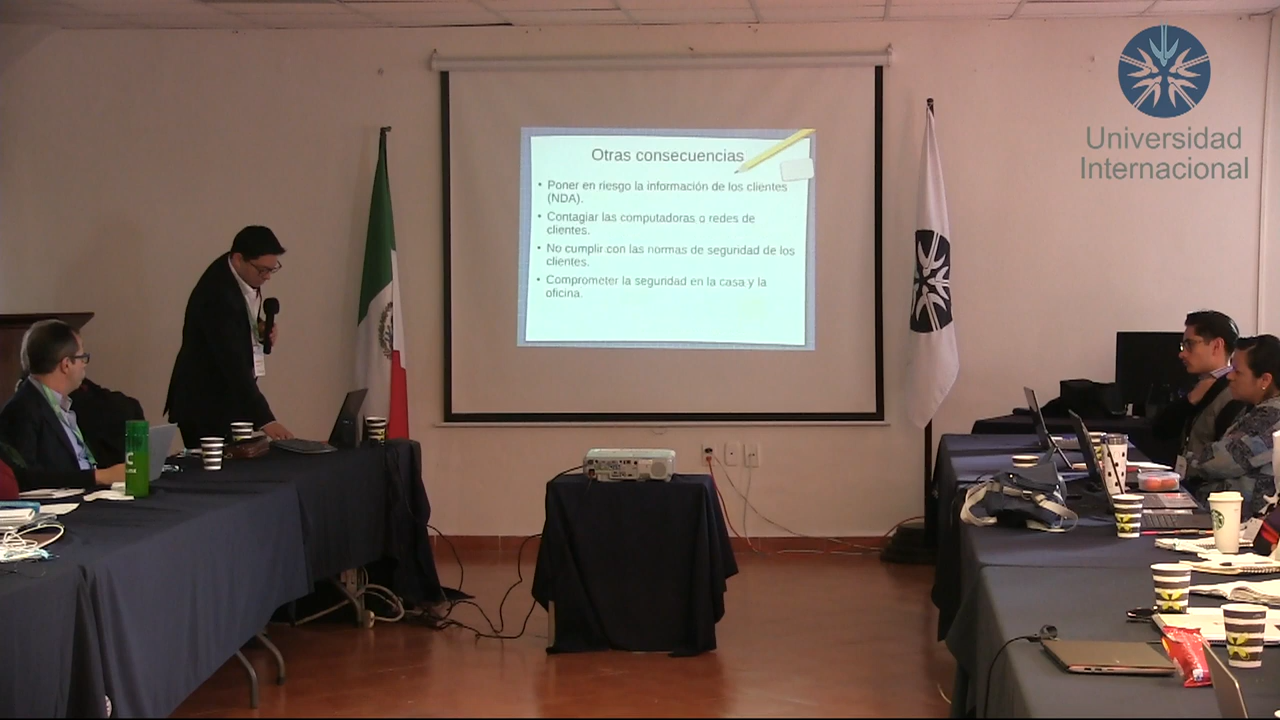 Universidad
Internacional
Otras consecuencias
• Poner en riesgo la información de los clientes
(NDA).
• Contagiar las computadoras o redes de
clientes.
• No cumplir con las normas de seguridad de los
clientes.
• Comprometer la seguridad en la casa y la
oficina.